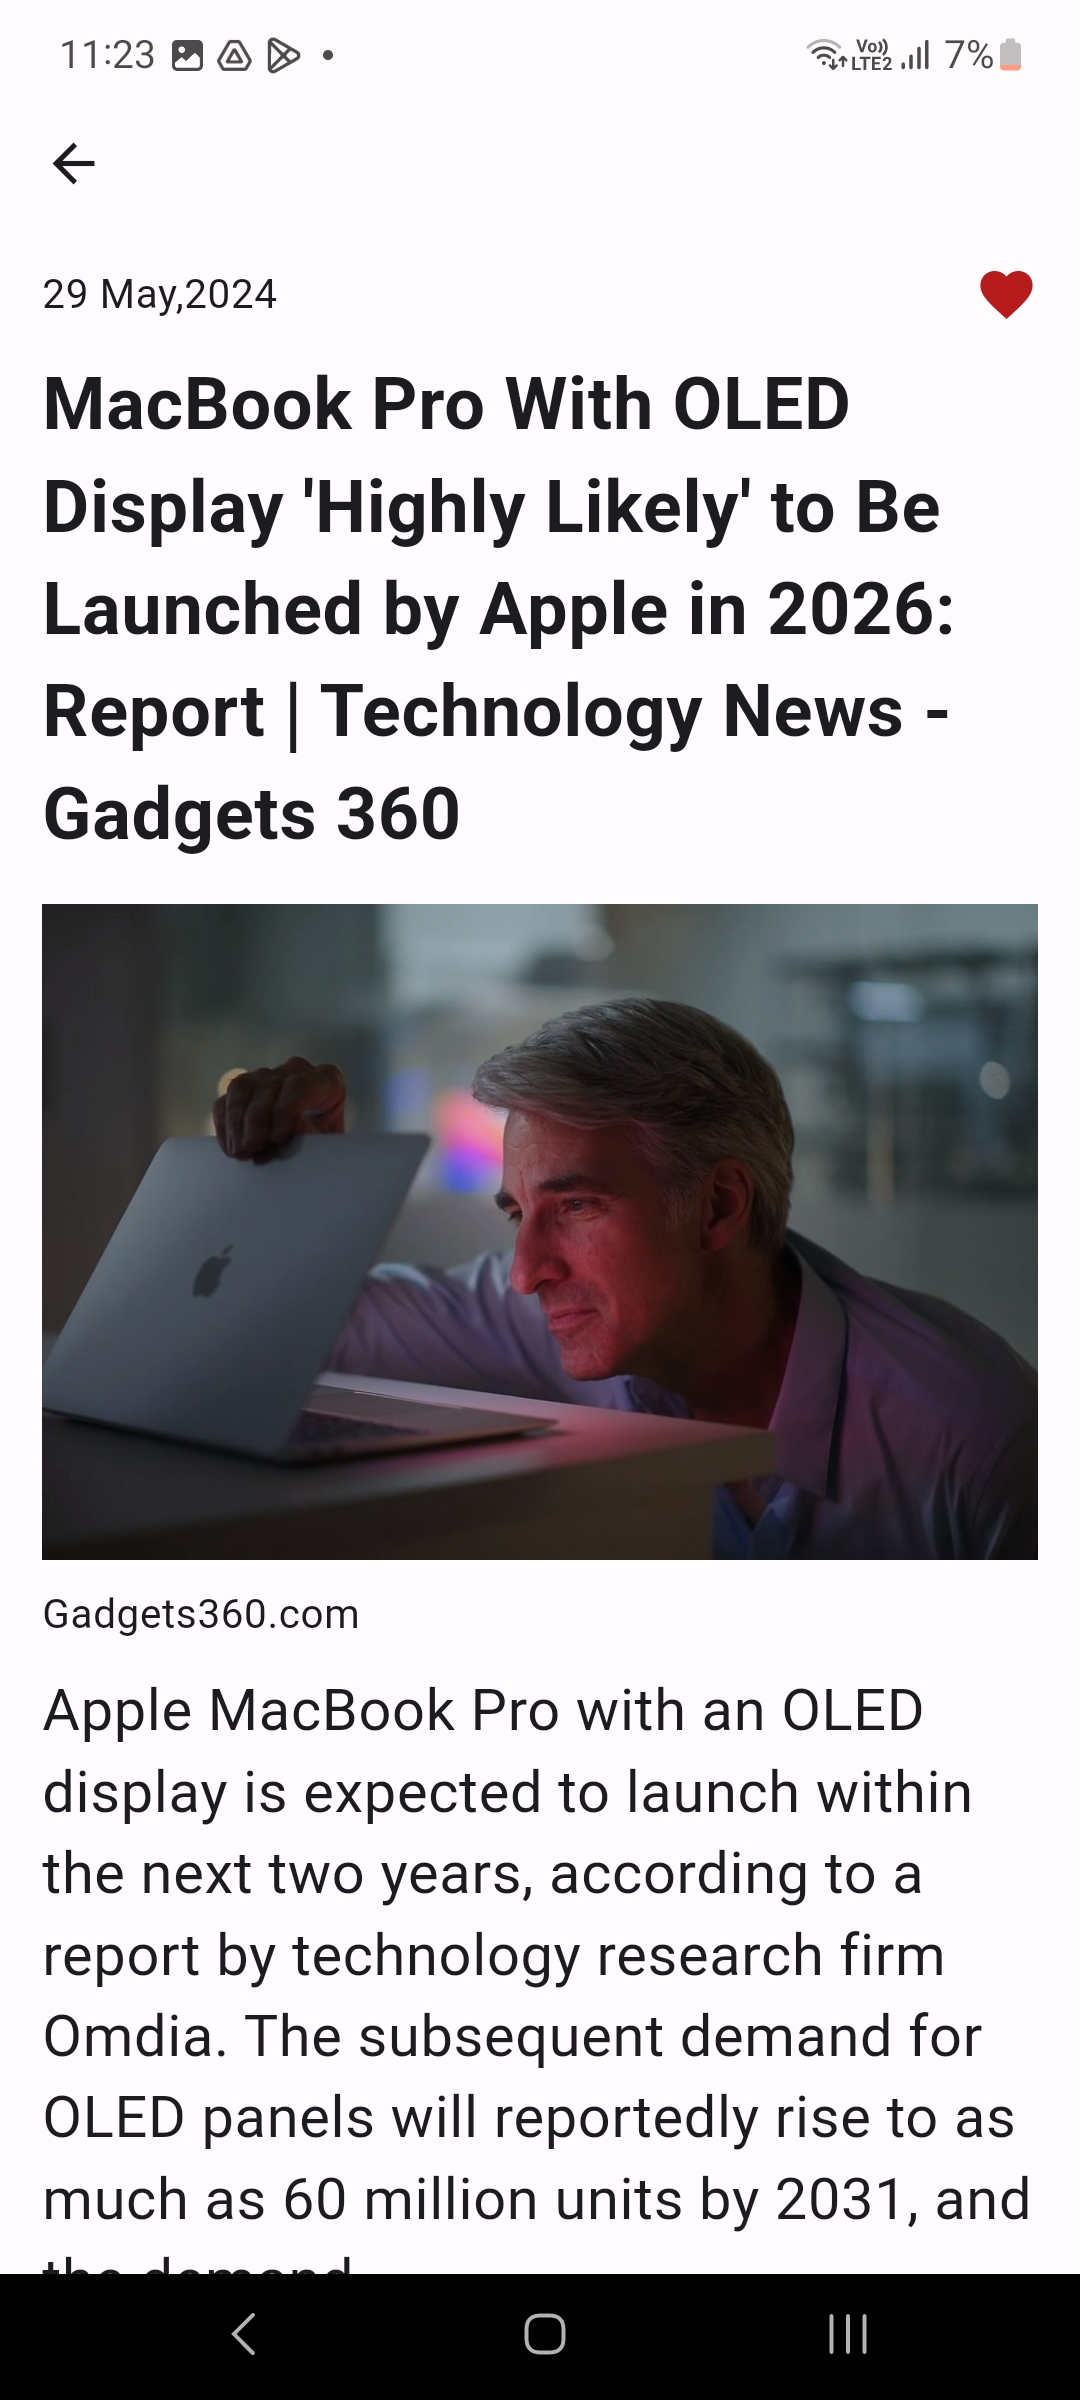 11:23
Vo))
LTE2
7%
29 May,2024
MacBook Pro With OLED
Display 'Highly Likely' to Be
Launched by Apple in 2026:
Report | Technology News -
Gadgets 360
Gadgets360.com
Apple MacBook Pro with an OLED
display is expected to launch within
the next two years, according to a
report by technology research firm
Omdia. The subsequent demand for
OLED panels will reportedly rise to as
much as 60 million units by 2031, and
the demand